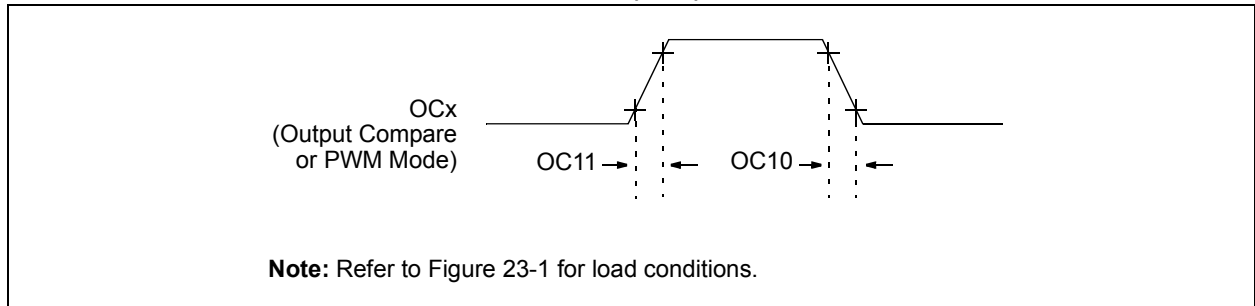 OCx
(Output Compare
or PWM Mode)
OC11
OC10
Note: Refer to Figure 23-1 for load conditions.